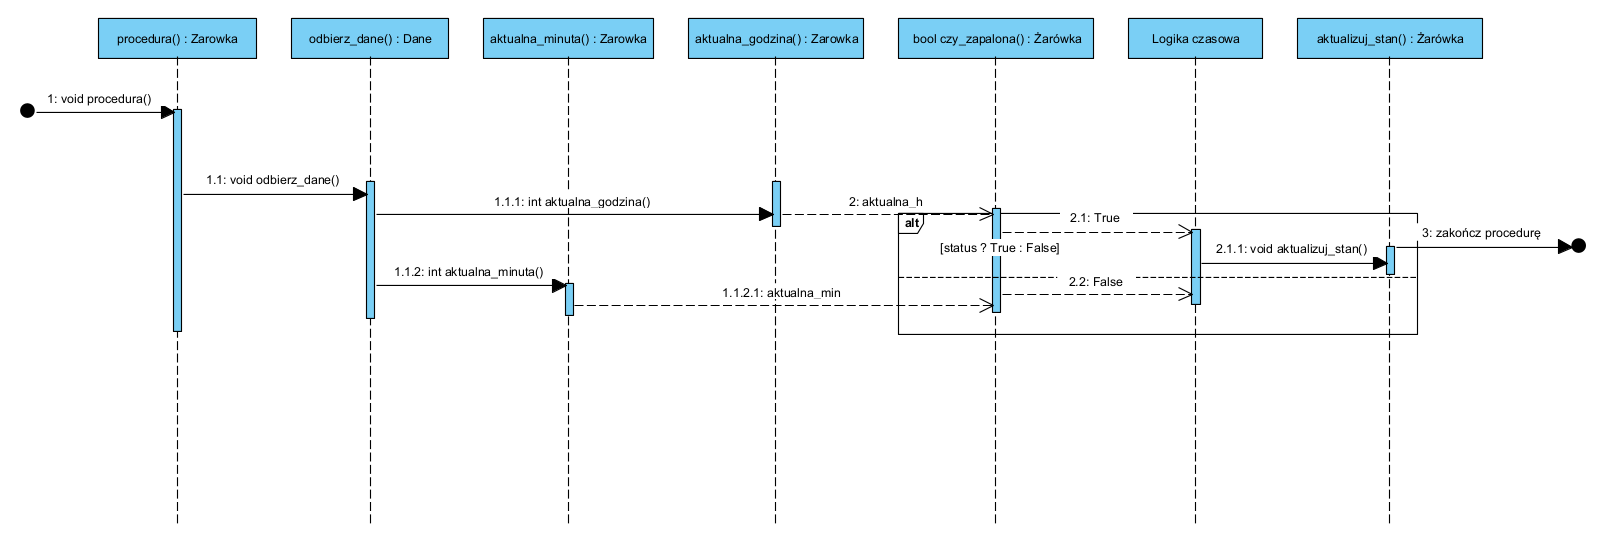 procedura() : Zarowka
odbierz_dane() : Dane
aktualna_minuta() : Zarowka
aktualna_godzina() : Zarowka
bool czy_zapalona() : Żarówka
Logika czasowa
aktualizuj_stan() : Żarówka
1: void procedura()
1.1: void odbierz_dane()
1.1.1: int aktualna_godzina()
2: aktualna_h
alt
2.1: True
3: zakończ procedurę
[status ? True : False]
2.1.1: void aktualizuj_stan()
1.1.2: int aktualna_minuta()
2.2: False
1.1.2.1: aktualna_min